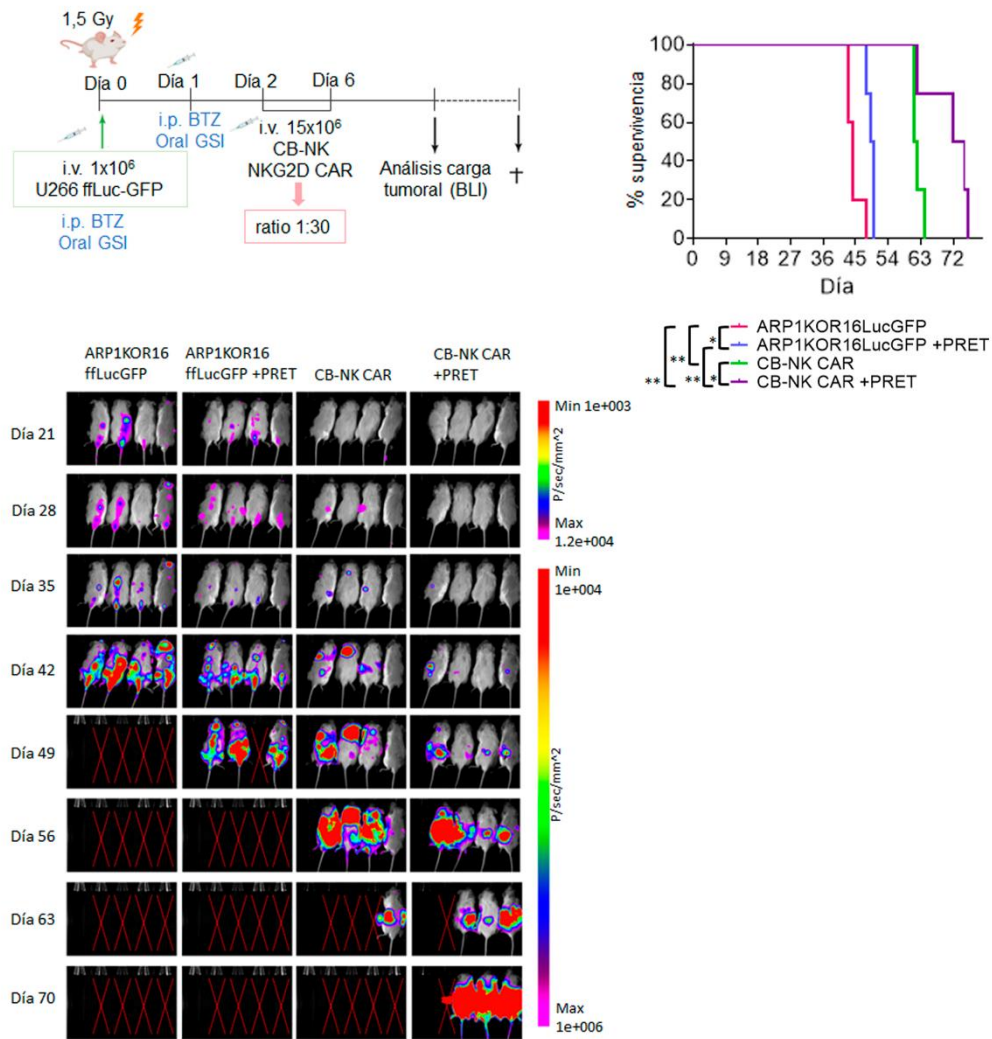 1,5 Gy
Día 0
Día 1
Día 2
Día 6
i.p. BTZ
Oral GSI
i.v. 1x10⁶
U266 ffLuc-GFP
i.p. BTZ
Oral GSI
i.v. 15x10⁶
CB-NK
NKG2D CAR
ratio 1:30
Análisis carga
tumoral (BLI)
†
% supervivencia
100
80
60
40
20
0
0 9 18 27 36 45 54 63 72
Día
ARP1KOR16LucGFP
ARP1KOR16LucGFP +PRET
CB-NK CAR
CB-NK CAR +PRET
*
**
** ** *
ARP1KOR16
ffLucGFP
ARP1KOR16
ffLucGFP +PRET
CB-NK CAR
CB-NK CAR
+PRET
Día 21
Día 28
Día 35
Día 42
Día 49
Día 56
Día 63
Día 70
Min 1e+003
P/sec/mm^2
Max
1.2e+004
Min
1e+004
P/sec/mm^2
Max
1e+006